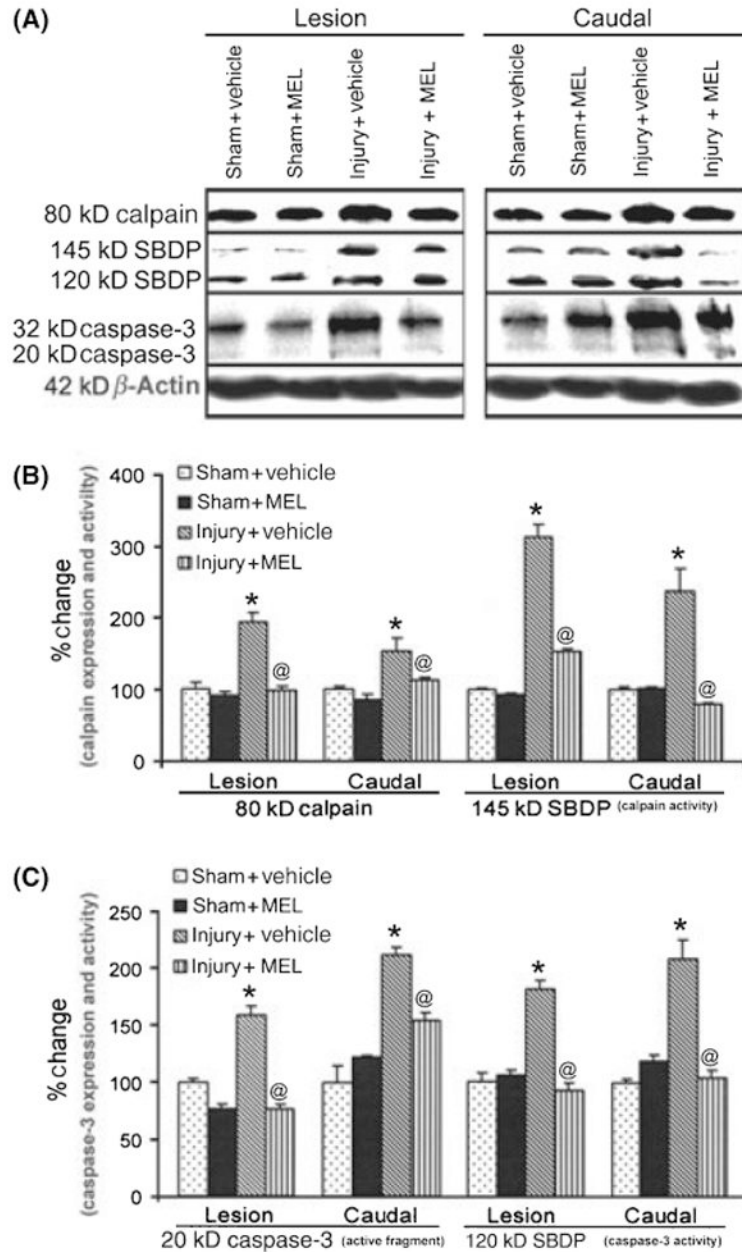 (A)
Lesion Caudal
Sham+vehicle Sham+MEL Injury+vehicle Injury + MEL Sham+vehicle Sham+MEL Injury+vehicle Injury + MEL
80 kD calpain
145 kD SBDP
120 kD SBDP
32 kD caspase-3
20 kD caspase-3
42 kD β-Actin
(B)
400
300
200
100
0
% change
(calpain expression and activity)
Sham+vehicle
Sham+MEL
Injury+vehicle
Injury+MEL
* * * *
@ @ @ @
Lesion Caudal Lesion Caudal
80 kD calpain 145 kD SBDP (calpain activity)
(C)
250
200
150
100
50
0
% change
(caspase-3 expression and activity)
Sham+vehicle
Sham+MEL
Injury+ vehicle
Injury+ MEL
* * * *
@ @ @ @
Lesion Caudal Lesion Caudal
20 kD caspase-3 (active fragment) 120 kD SBDP (caspase-3 activity)